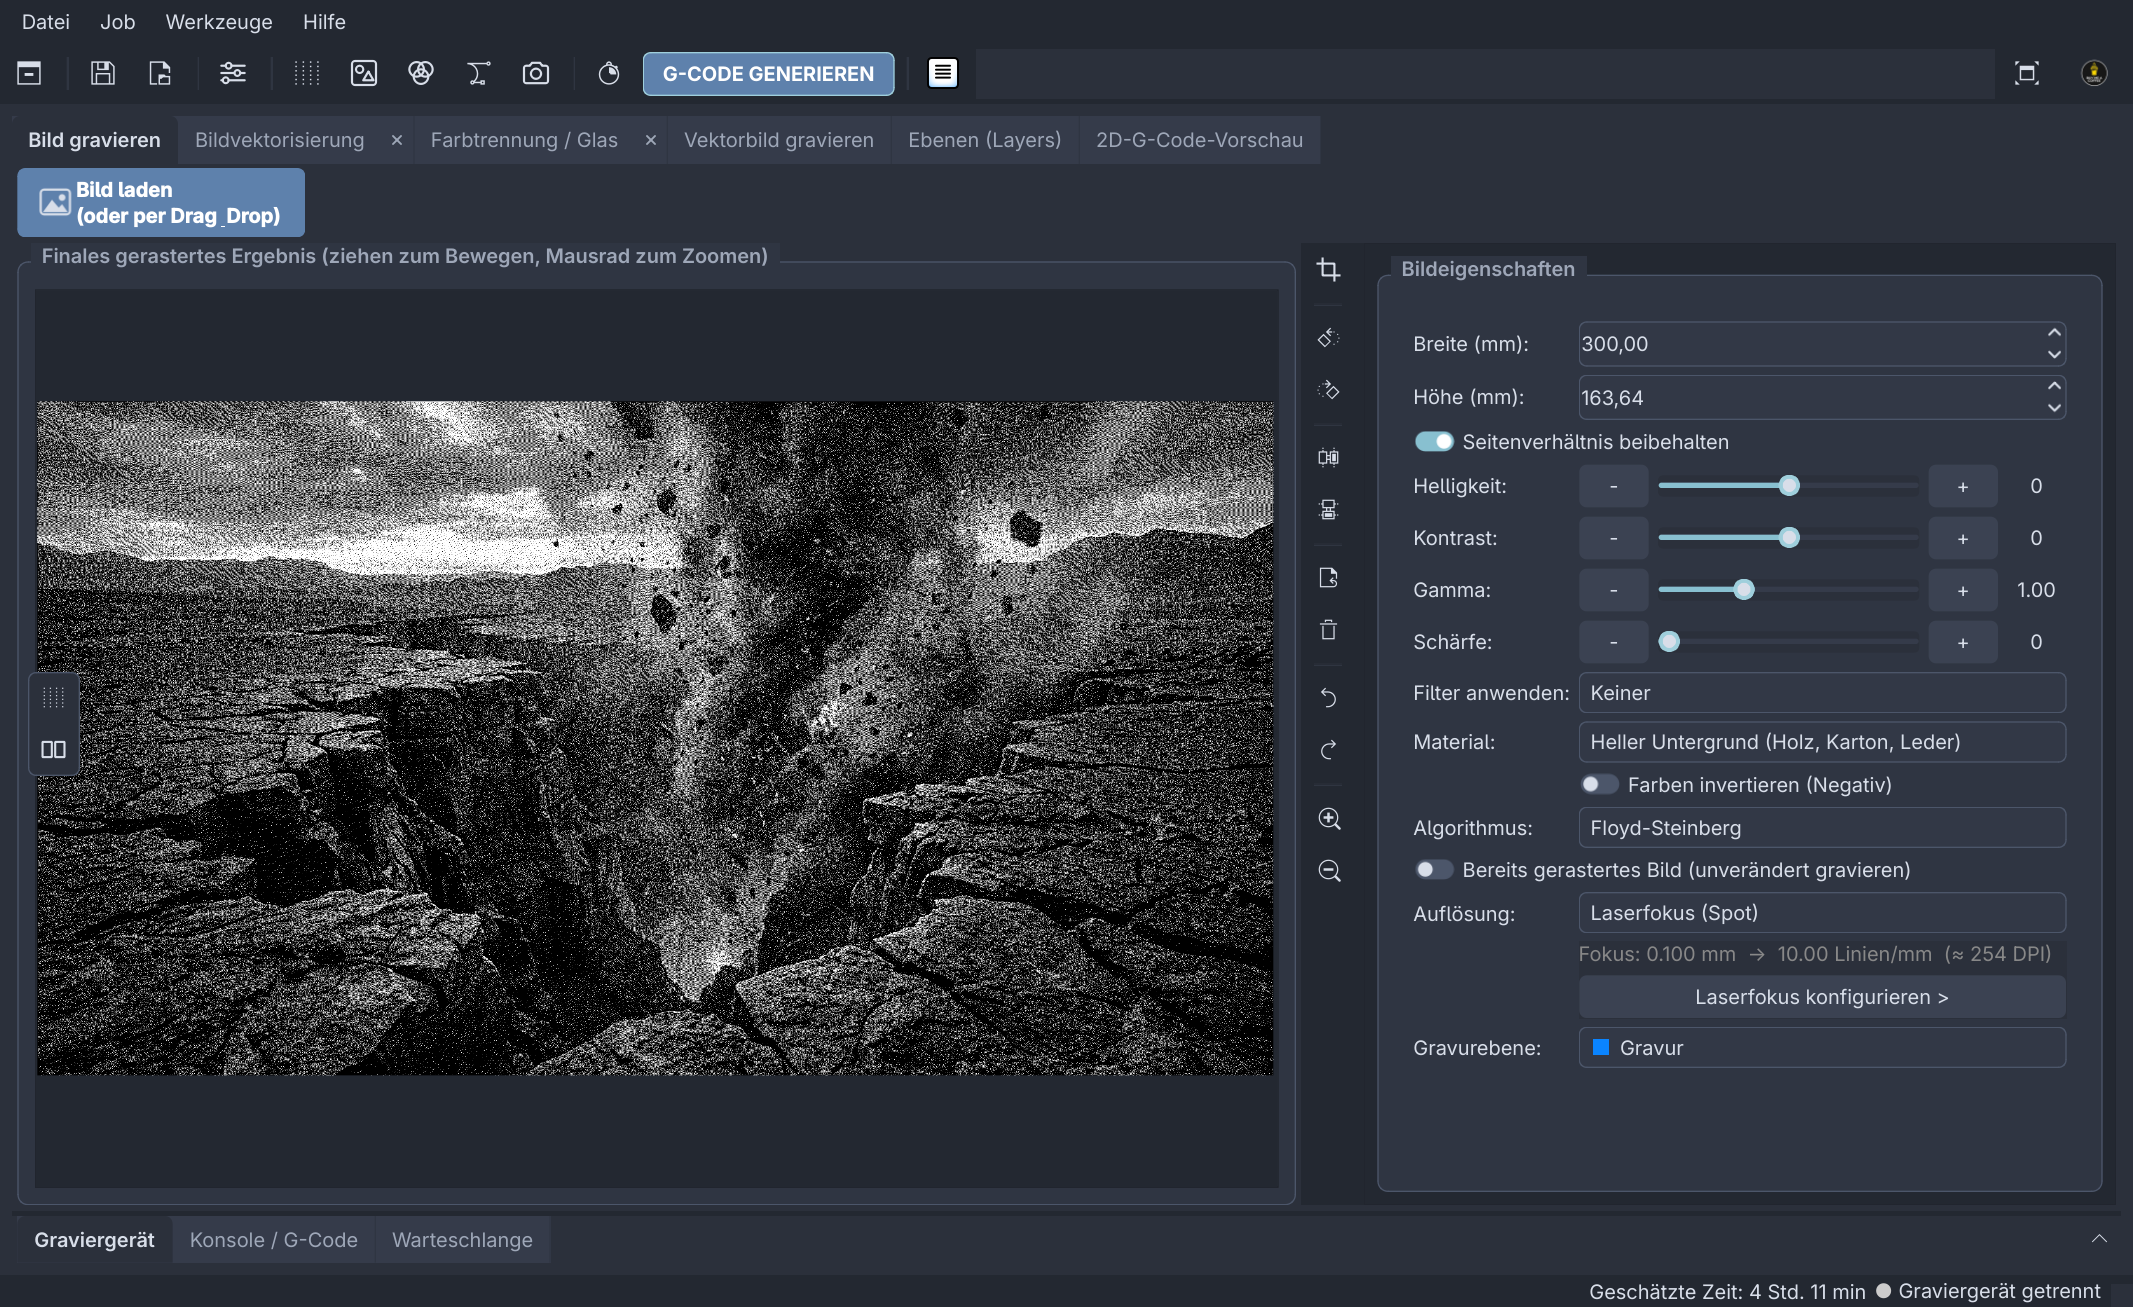 Datei Job Werkzeuge Hilfe
G-CODE GENERIEREN
Bild gravieren Bildvektorisierung × Farbtrennung / Glas × Vektorbild gravieren Ebenen (Layers) 2D-G-Code-Vorschau
Bild laden
(oder per Drag_Drop)
Finales gerastertes Ergebnis (ziehen zum Bewegen, Mausrad zum Zoomen)
Bildeigenschaften
Breite (mm): 300,00
Höhe (mm): 163,64
Seitenverhältnis beibehalten
Helligkeit: - + 0
Kontrast: - + 0
Gamma: - + 1.00
Schärfe: - + 0
Filter anwenden: Keiner
Material: Heller Untergrund (Holz, Karton, Leder)
Farben invertieren (Negativ)
Algorithmus: Floyd-Steinberg
Bereits gerastertes Bild (unverändert gravieren)
Auflösung: Laserfokus (Spot)
Fokus: 0.100 mm → 10.00 Linien/mm (≈ 254 DPI)
Laserfokus konfigurieren >
Gravurebene: Gravur
Graviergerät Konsole / G-Code Warteschlange
Geschätzte Zeit: 4 Std. 11 min Graviergerät getrennt